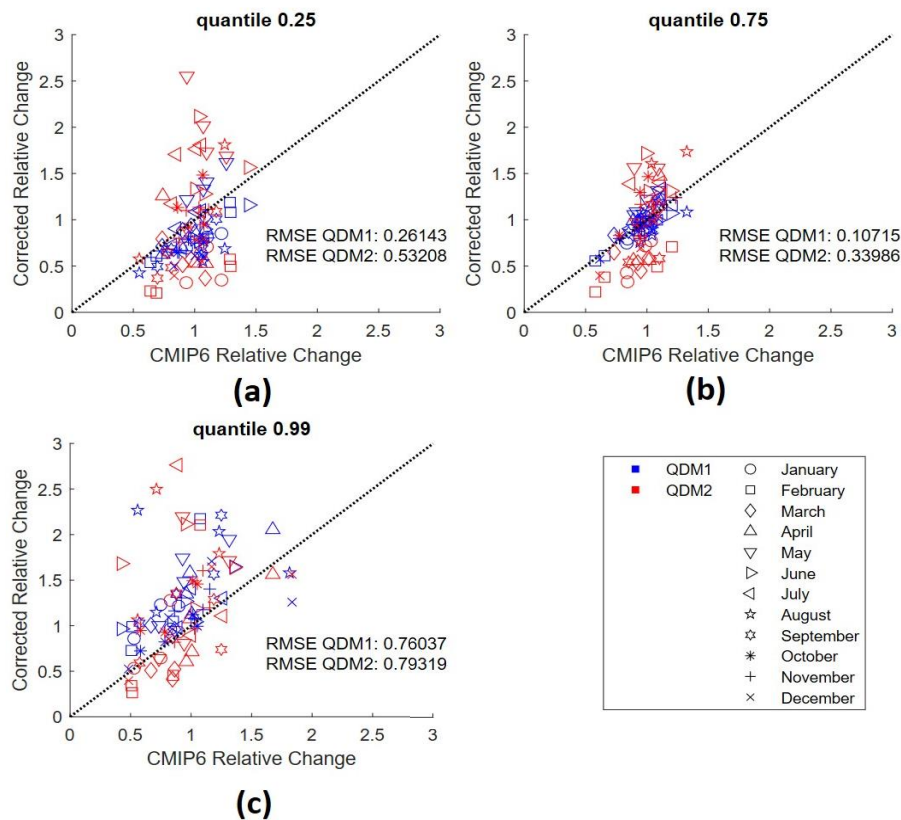 quantile 0.25
3
2.5
2
1.5
1
0.5
0
Corrected Relative Change
RMSE QDM1: 0.26143
RMSE QDM2: 0.53208
0 0.5 1 1.5 2 2.5 3
CMIP6 Relative Change
(a)
quantile 0.75
3
2.5
2
1.5
1
0.5
0
Corrected Relative Change
RMSE QDM1: 0.10715
RMSE QDM2: 0.33986
0 0.5 1 1.5 2 2.5 3
CMIP6 Relative Change
(b)
quantile 0.99
3
2.5
2
1.5
1
0.5
0
Corrected Relative Change
RMSE QDM1: 0.76037
RMSE QDM2: 0.79319
0 0.5 1 1.5 2 2.5 3
CMIP6 Relative Change
(c)
QDM1
QDM2
January
February
March
April
May
June
July
August
September
October
November
December